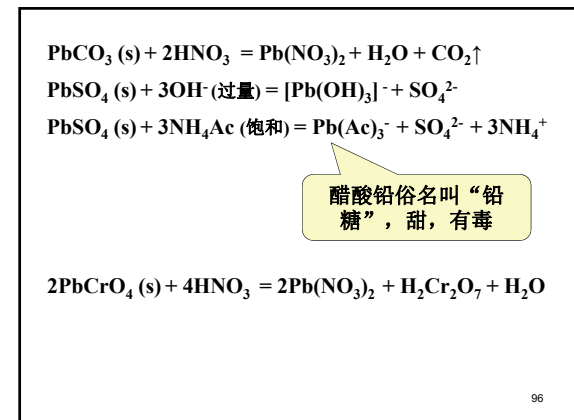 PbCO₃ (s) + 2HNO₃ = Pb(NO₃)₂ + H₂O + CO₂↑
PbSO₄ (s) + 3OH⁻ (过量) = [Pb(OH)₃]⁻ + SO₄²⁻
PbSO₄ (s) + 3NH₄Ac (饱和) = Pb(Ac)₃⁻ + SO₄²⁻ + 3NH₄⁺
醋酸铅俗名叫“铅
糖”，甜，有毒
2PbCrO₄ (s) + 4HNO₃ = 2Pb(NO₃)₂ + H₂Cr₂O₇ + H₂O
96